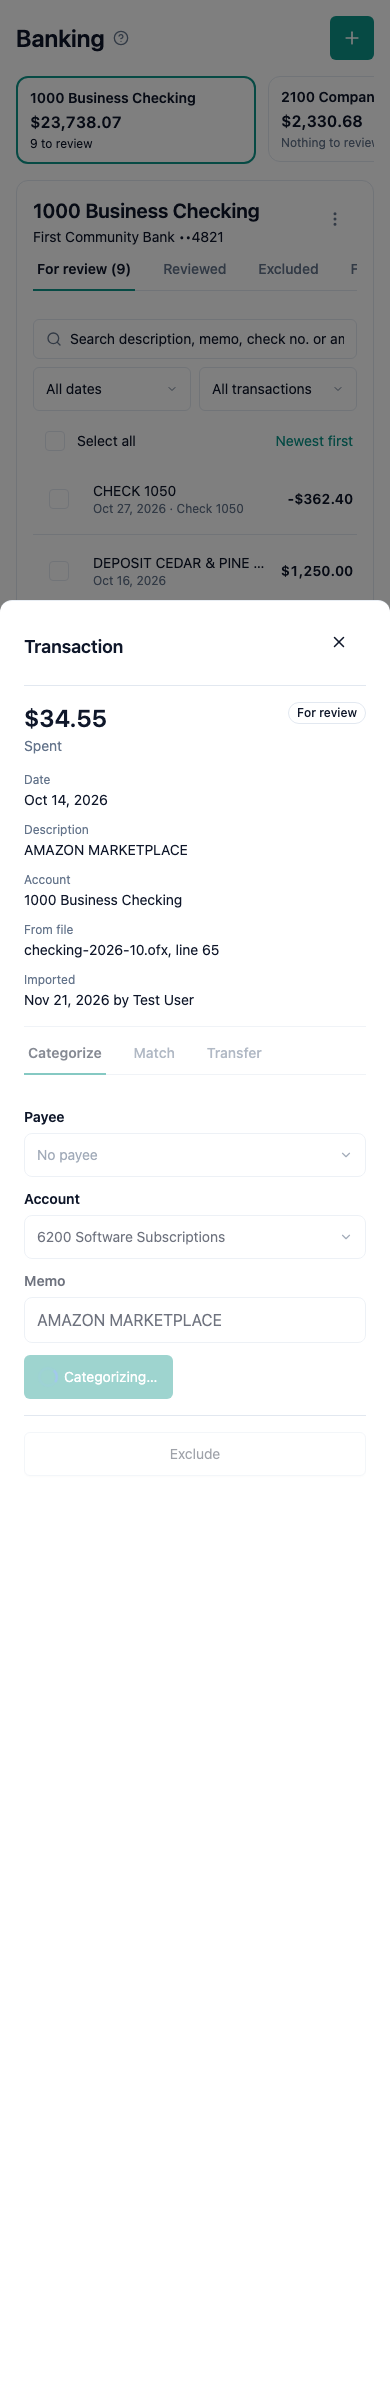 Banking
1000 Business Checking
$23,738.07
9 to review
2100 Compan
$2,330.68
Nothing to review
1000 Business Checking
First Community Bank ••4821
For review (9)
Reviewed
Excluded
F
Search description, memo, check no. or am
All dates
All transactions
Select all
Newest first
CHECK 1050
-$362.40
Oct 27, 2026 · Check 1050
DEPOSIT CEDAR & PINE ...
$1,250.00
Oct 16, 2026
Transaction
$34.55
For review
Spent
Date
Oct 14, 2026
Description
AMAZON MARKETPLACE
Account
1000 Business Checking
From file
checking-2026-10.ofx, line 65
Imported
Nov 21, 2026 by Test User
Categorize
Match
Transfer
Payee
No payee
Account
6200 Software Subscriptions
Memo
AMAZON MARKETPLACE
Categorizing...
Exclude